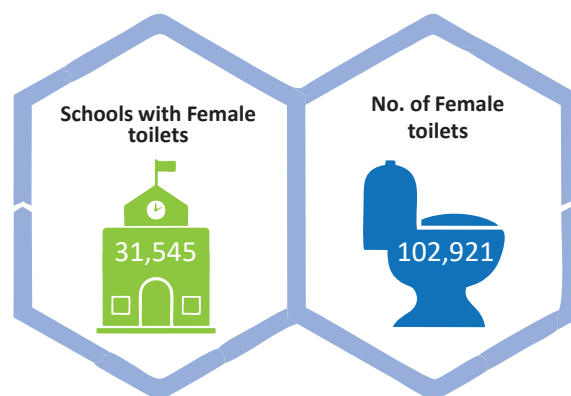 Schools with Female
toilets
31,545
No. of Female
toilets
102,921